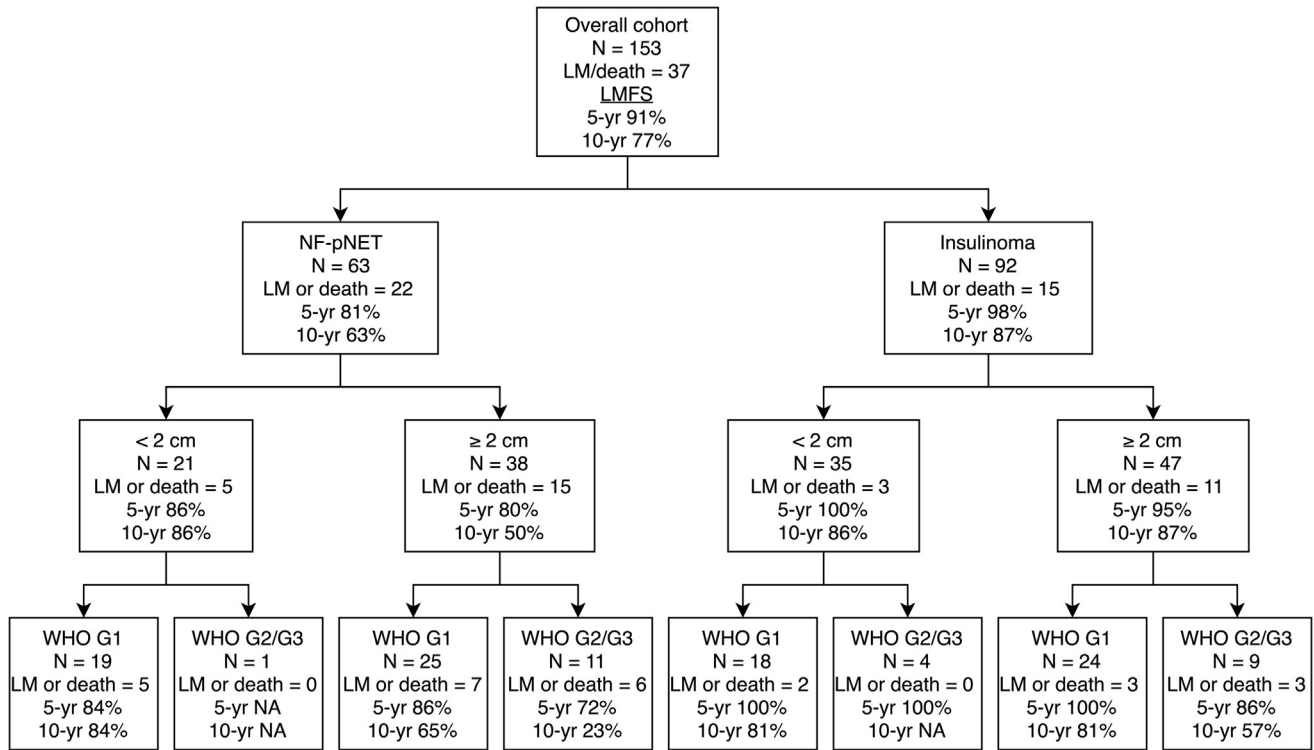 Overall cohort
N = 153
LM/death = 37
LMFS
5-yr 91%
10-yr 77%
NF-pNET
N = 63
LM or death = 22
5-yr 81%
10-yr 63%
Insulinoma
N = 92
LM or death = 15
5-yr 98%
10-yr 87%
< 2 cm
N = 21
LM or death = 5
5-yr 86%
10-yr 86%
≥ 2 cm
N = 38
LM or death = 15
5-yr 80%
10-yr 50%
< 2 cm
N = 35
LM or death = 3
5-yr 100%
10-yr 86%
≥ 2 cm
N = 47
LM or death = 11
5-yr 95%
10-yr 87%
WHO G1
N = 19
LM or death = 5
5-yr 84%
10-yr 84%
WHO G2/G3
N = 1
LM or death = 0
5-yr NA
10-yr NA
WHO G1
N = 25
LM or death = 7
5-yr 86%
10-yr 65%
WHO G2/G3
N = 11
LM or death = 6
5-yr 72%
10-yr 23%
WHO G1
N = 18
LM or death = 2
5-yr 100%
10-yr 81%
WHO G2/G3
N = 4
LM or death = 0
5-yr 100%
10-yr NA
WHO G1
N = 24
LM or death = 3
5-yr 100%
10-yr 81%
WHO G2/G3
N = 9
LM or death = 3
5-yr 86%
10-yr 57%